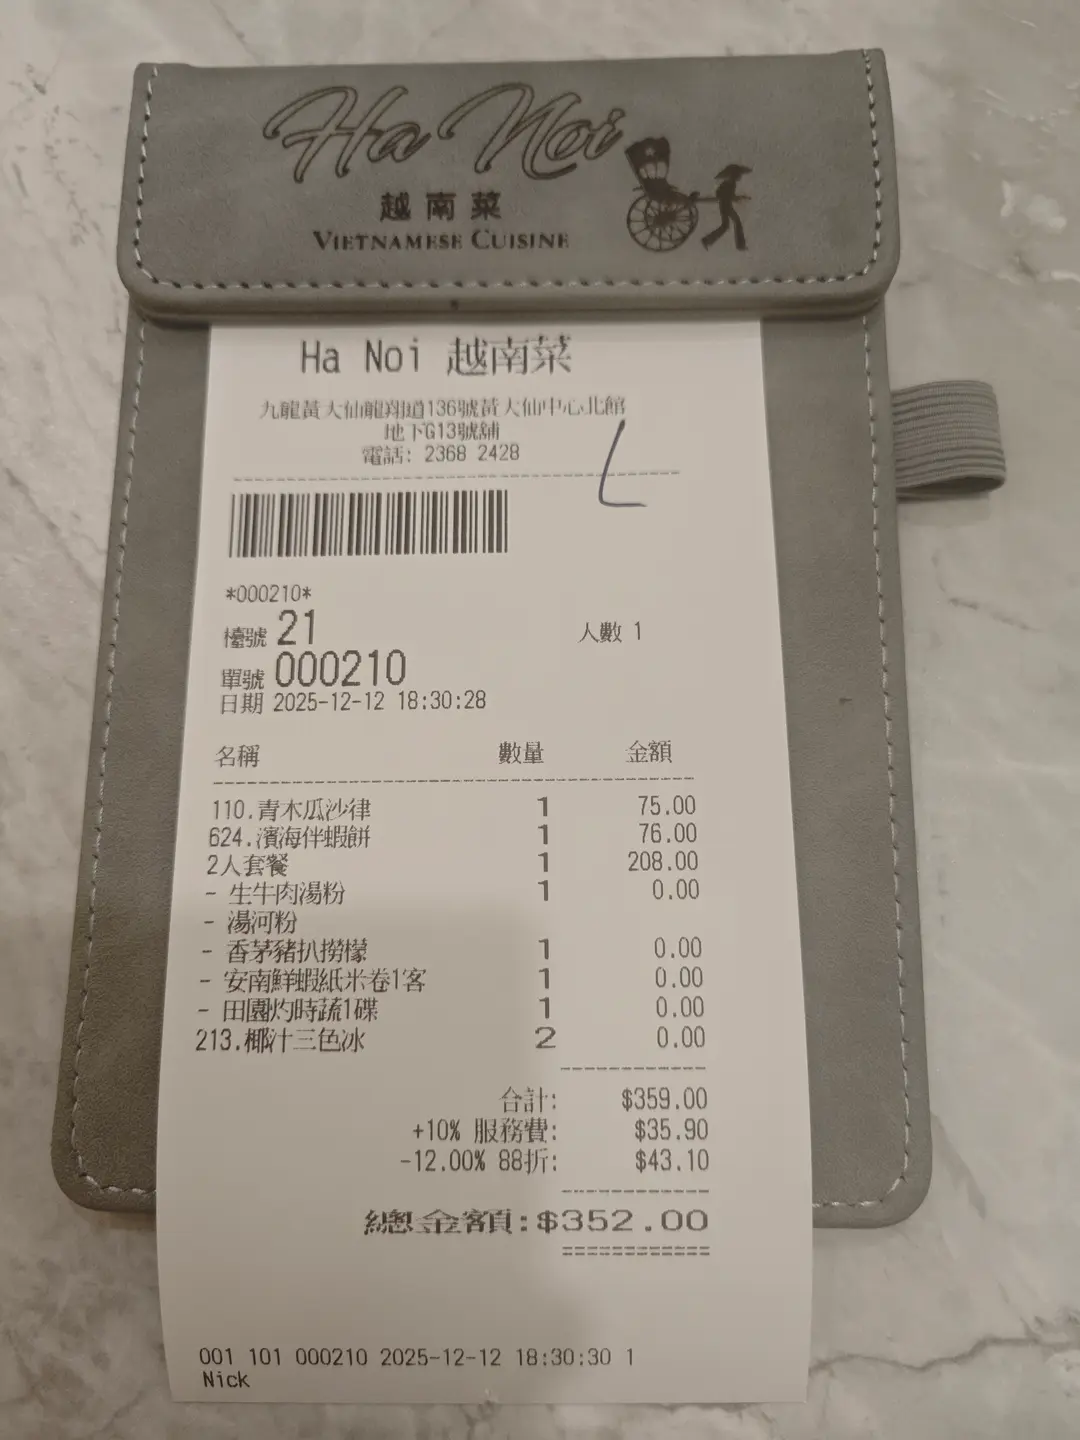 Ha Noi
越南菜
VIETNAMESE CUISINE
Ha Noi 越南菜
九龍黃大仙龍翔道136號黃大仙中心北館
地下G13號舖
電話: 2368 2428
*000210*
檯號 21 人數 1
單號 000210
日期 2025-12-12 18:30:28
名稱 數量 金額
110.青木瓜沙律 1 75.00
624.濱海伴蝦餅 1 76.00
2人套餐 1 208.00
- 生牛肉湯粉 1 0.00
- 湯河粉
- 香茅豬扒撈檬 1 0.00
- 安南鮮蝦紙米卷1客 1 0.00
- 田園灼時蔬1碟 1 0.00
213.椰汁三色冰 2 0.00
合計: $359.00
+10% 服務費: $35.90
-12.00% 88折: $43.10
總金額:$352.00
001 101 000210 2025-12-12 18:30:30 1
Nick